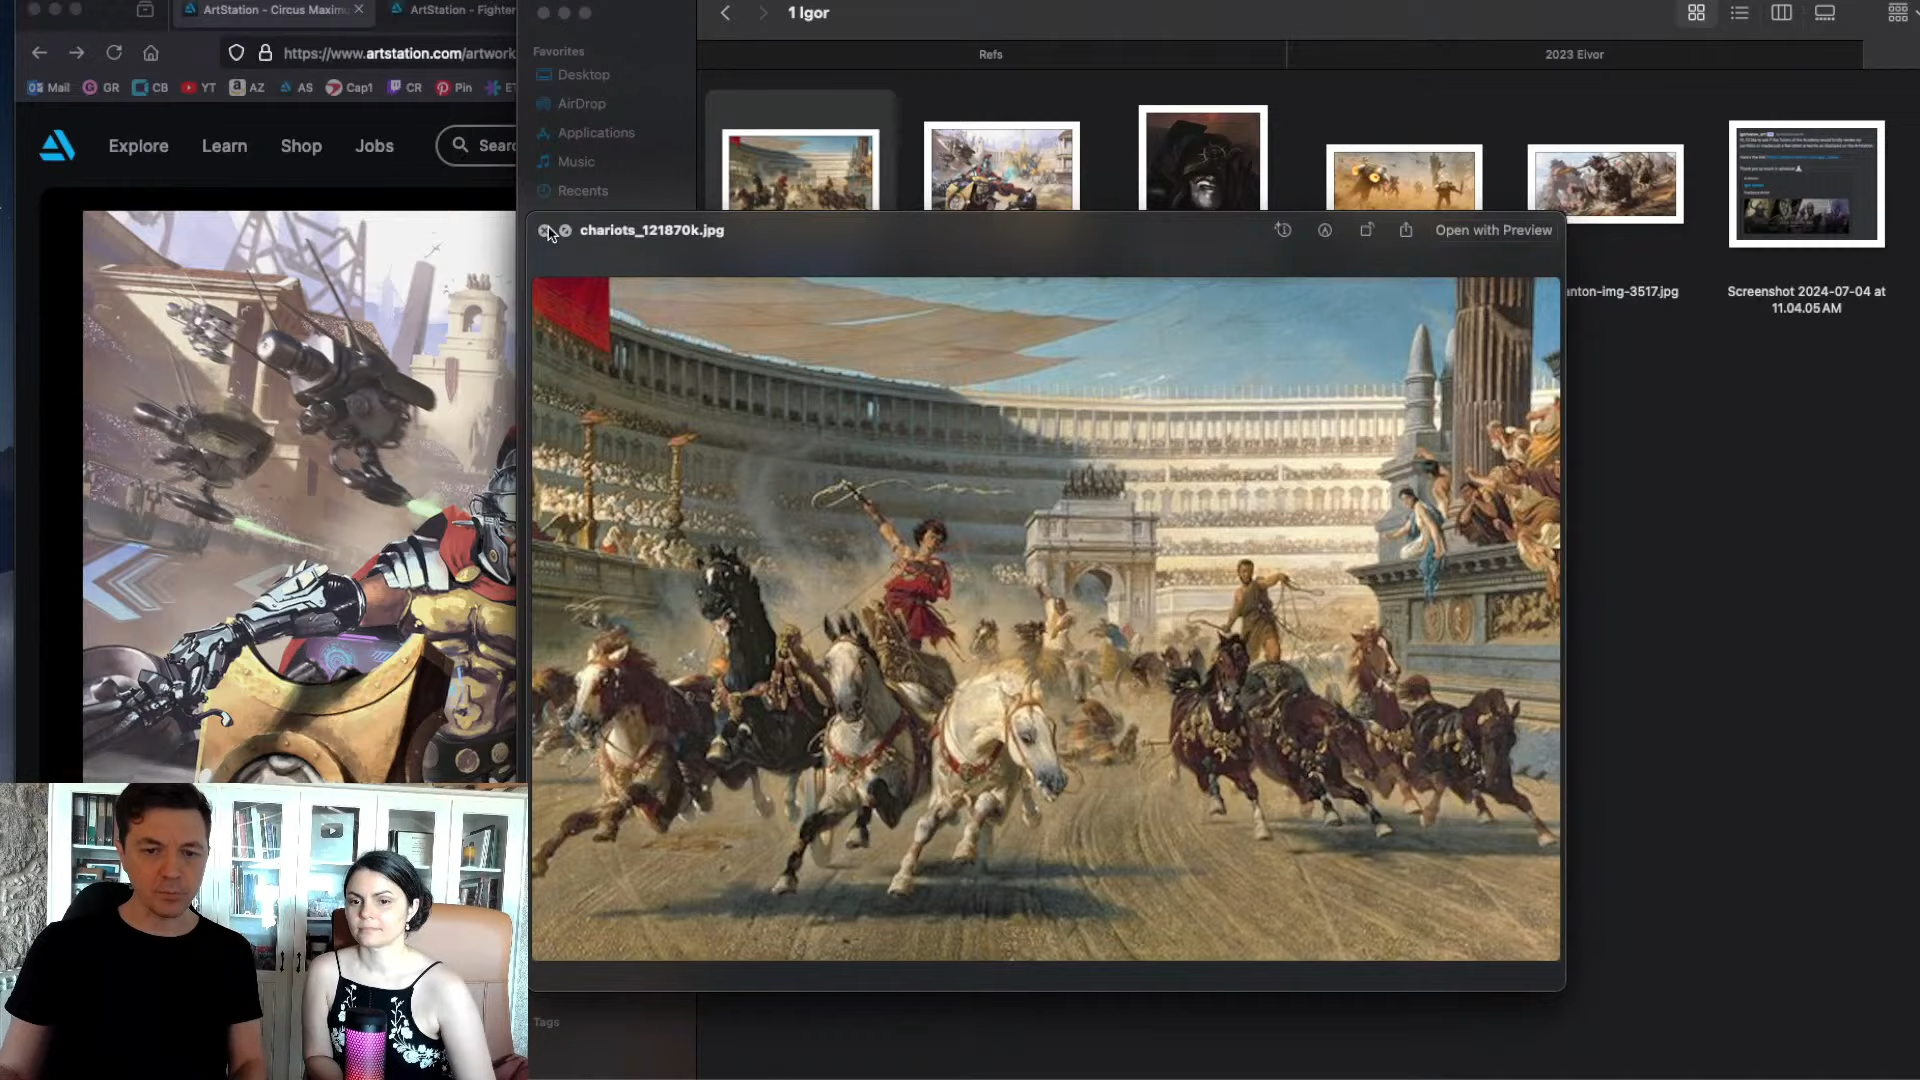 ArtStation - Circus Maxim
ArtStation - Fighter
1 Igor
https://www.artstation.com/artwork
Favorites
Refs
2023 Eivor
Desktop
Mail
GR
CB
YT
AZ
AS
Cap1
CR
Pin
AirDrop
Applications
Explore
Learn
Shop
Jobs
Sear
Music
Recents
chariots_121870k.jpg
Open with Preview
anton-img-3517.jpg
Screenshot 2024-07-04 at
11.04.05 AM
Tags